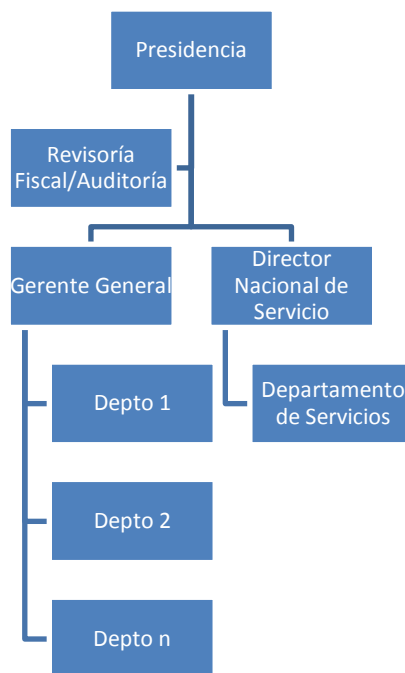 Presidencia
Revisoría
Fiscal/Auditoría
Gerente General
Director
Nacional de
Servicio
Depto 1
Departamento
de Servicios
Depto 2
Depto n